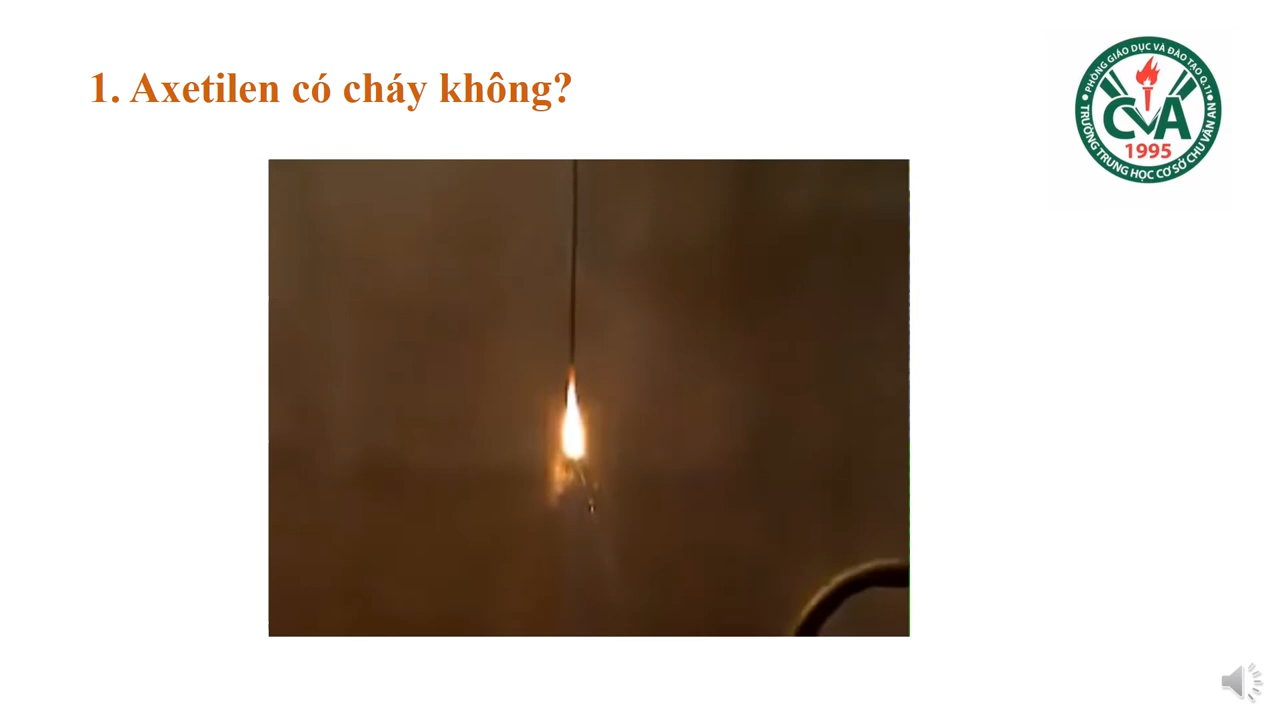 1. Axetilen có cháy không?
PHÒNG GIÁO DỤC VÀ ĐÀO TẠO Q.11
CVA
1995
TRƯỜNG TRUNG HỌC CƠ SỞ CHU VĂN AN